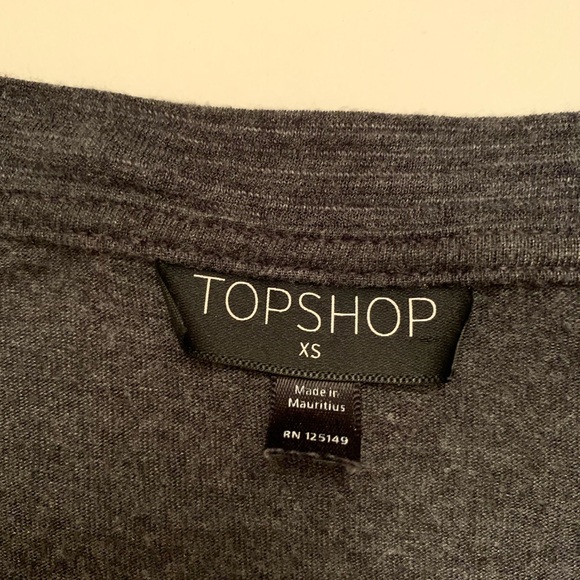 TOPSHOP
XS
Made in
Mauritius
RN 125149